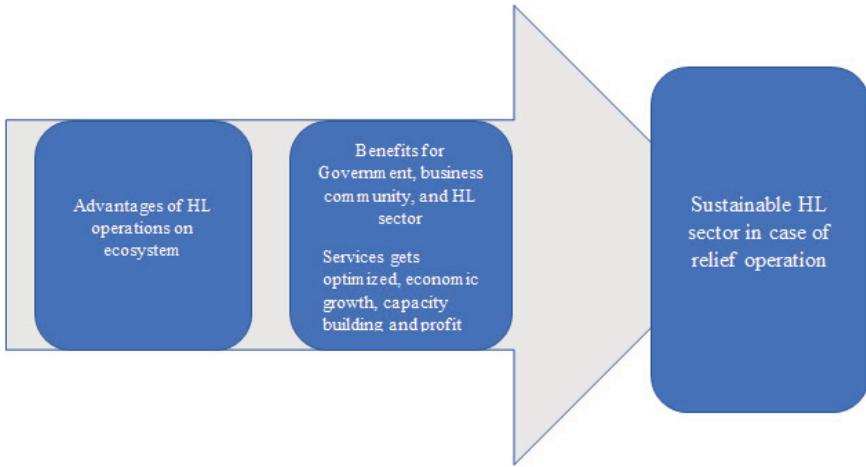 Advantages of HL
operations on
ecosystem
Benefits for
Government, business
community, and HL
sector
Services gets
optimized, economic
growth, capacity
building and profit
Sustainable HL
sector in case of
relief operation